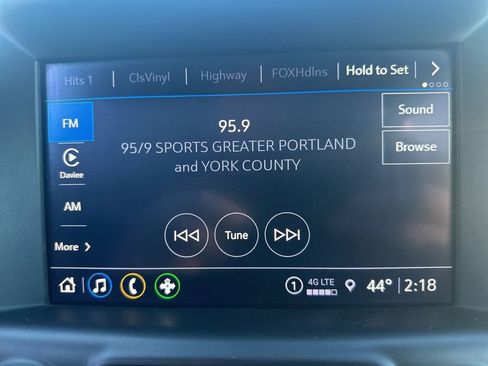 Hits 1 ClsVinyl Highway FOXHdlns Hold to Set
FM
Sound
95.9
95/9 SPORTS GREATER PORTLAND
and YORK COUNTY
Browse
Daviee
AM
Tune
More
1 4G LTE 44° 2:18